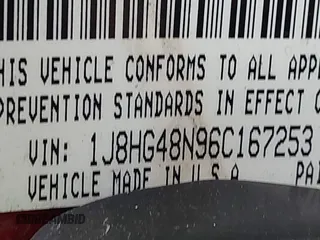 HIS VEHICLE CONFORMS TO ALL APP
PREVENTION STANDARDS IN EFFECT
VIN: 1J8HG48N96C167253
VEHICLE MADE IN U.S.A.